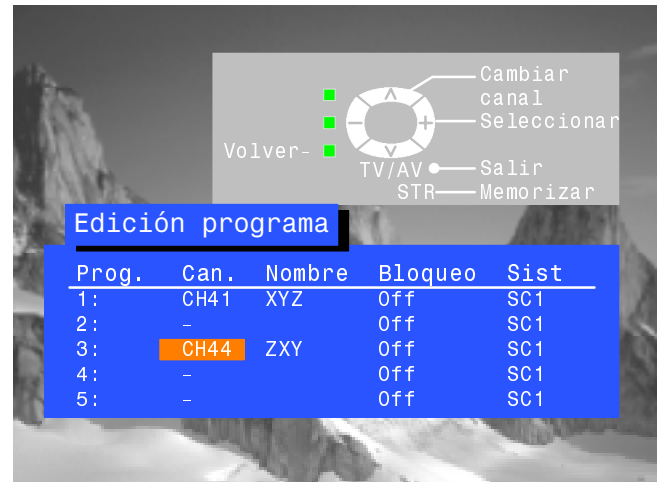 Cambiar
canal
Seleccionar
Volver-
TV/AV Salir
STR Memorizar
Edición programa
Prog. Can. Nombre Bloqueo Sist
1: CH41 XYZ Off SC1
2: - Off SC1
3: CH44 ZXY Off SC1
4: - Off SC1
5: - Off SC1